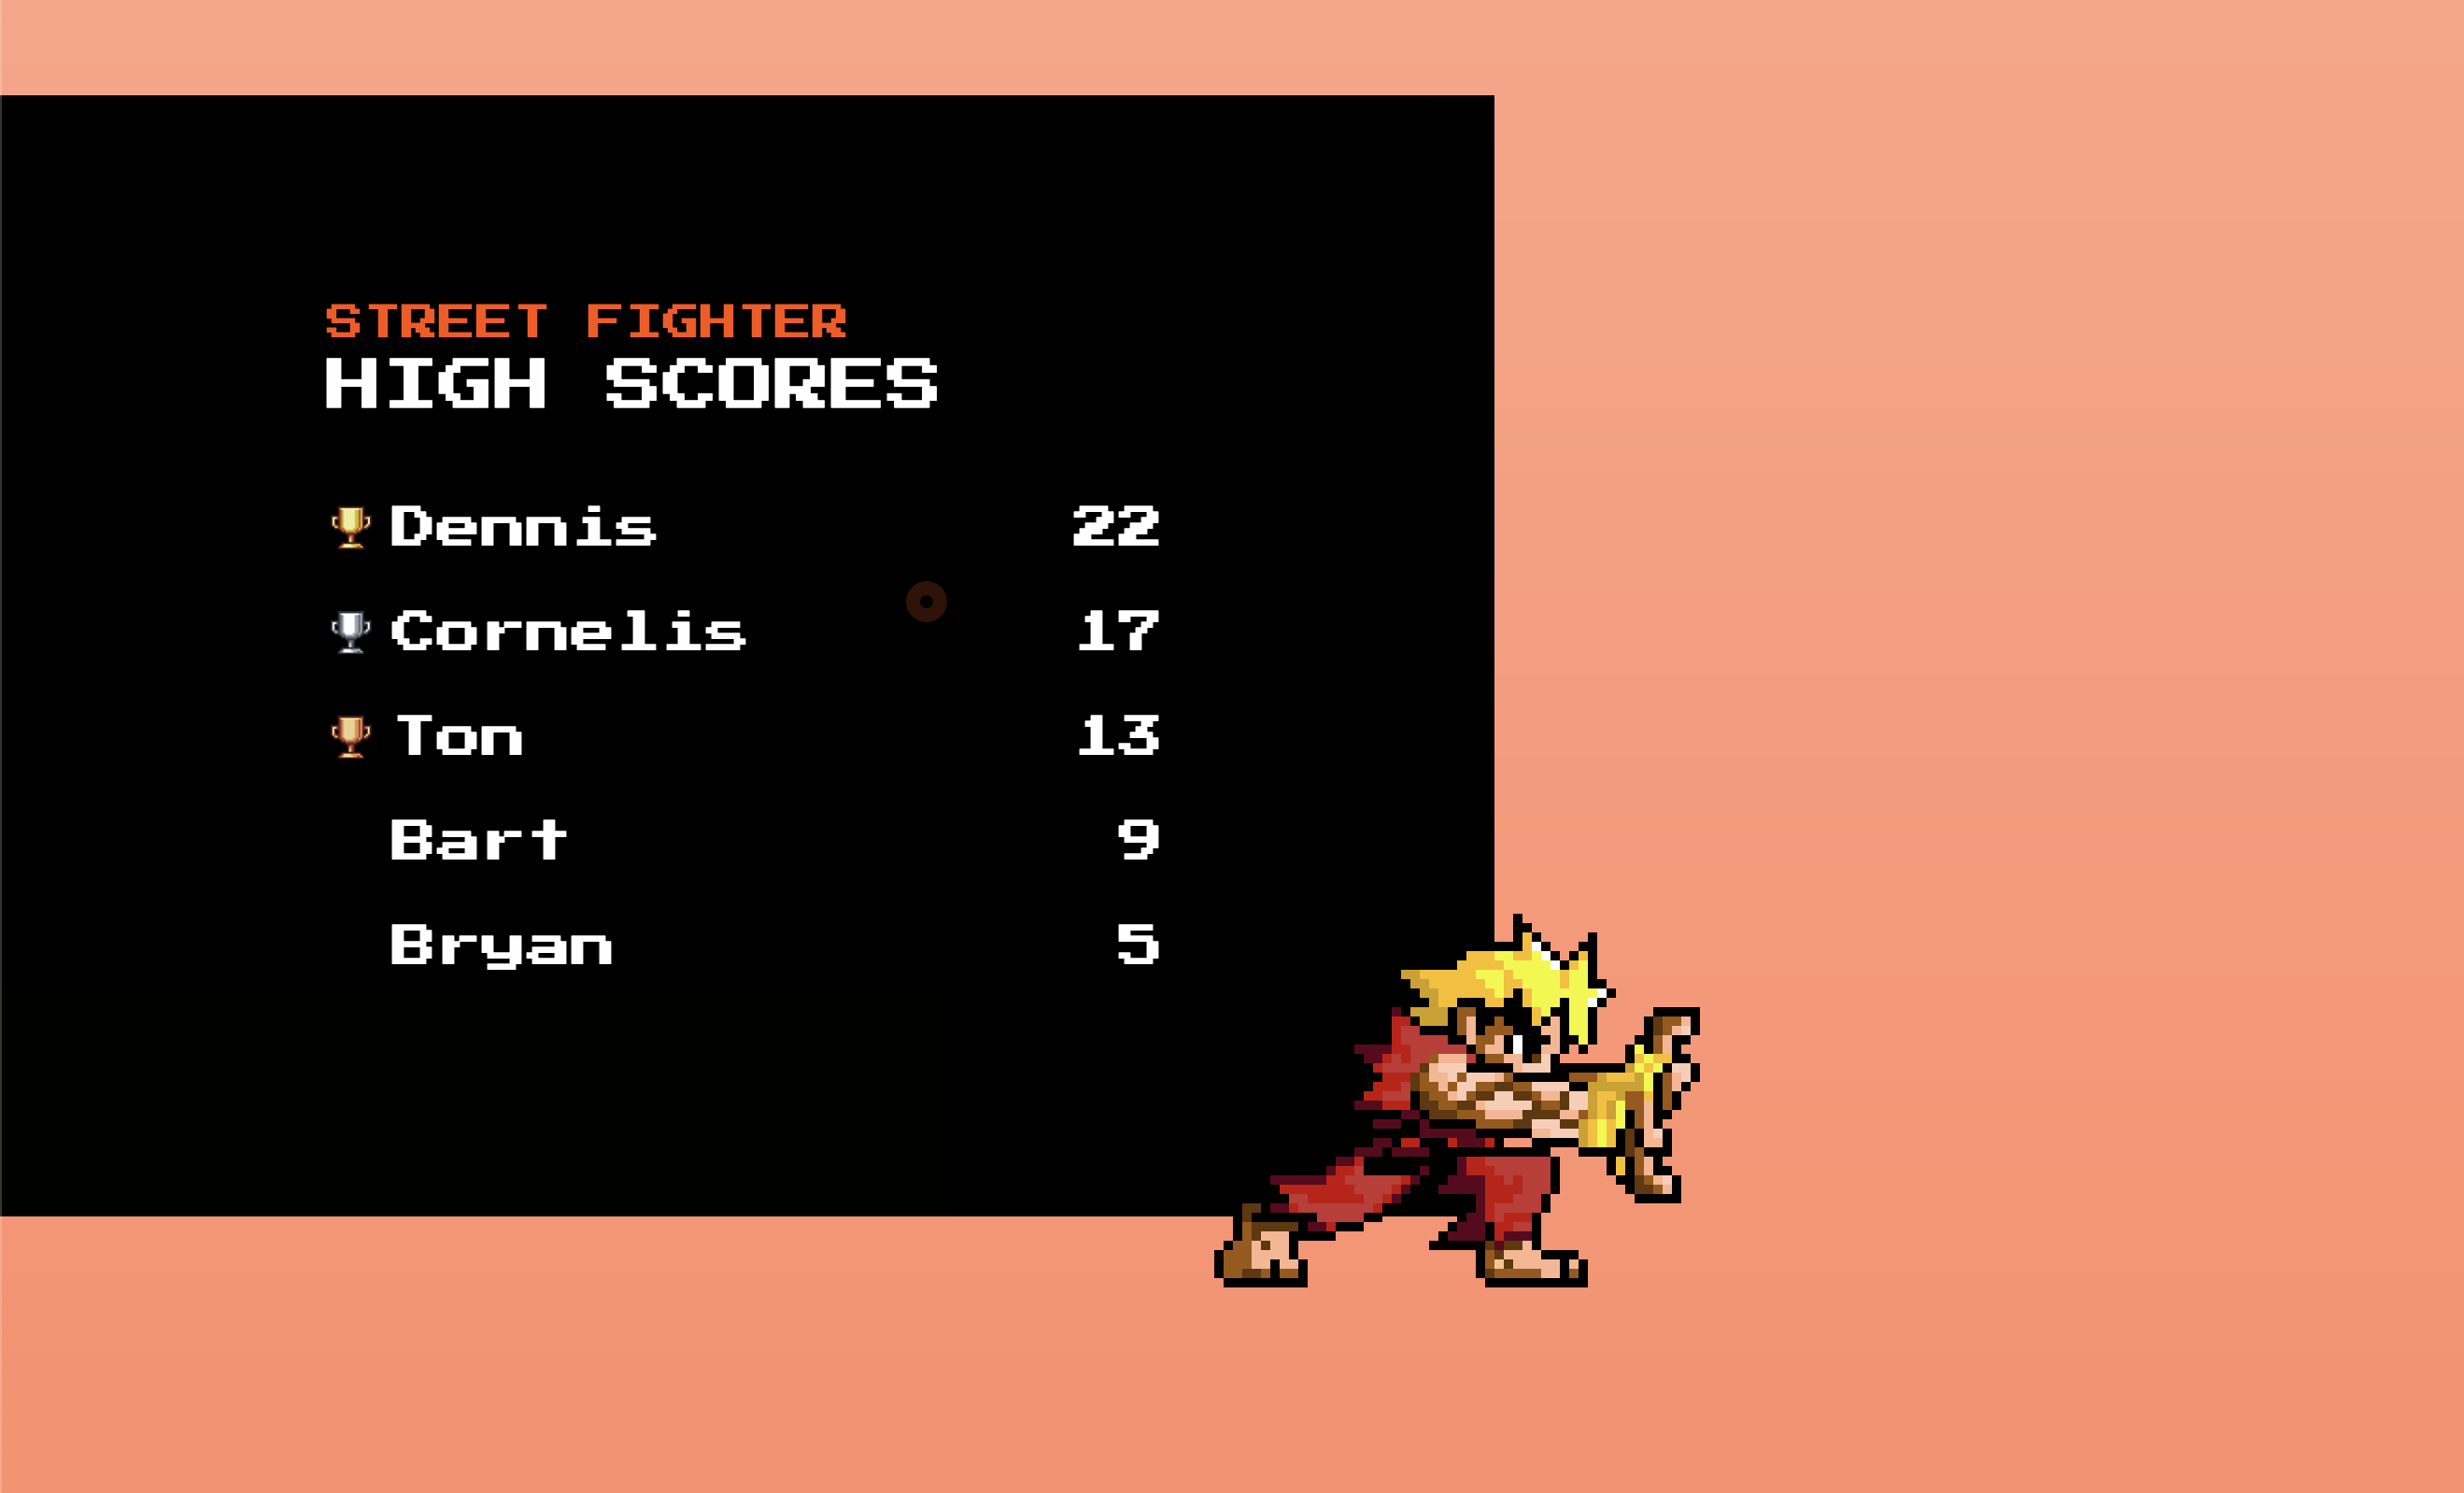 STREET FIGHTER
HIGH SCORES
Dennis 22
Cornelis 17
Ton 13
Bart 9
Bryan 5